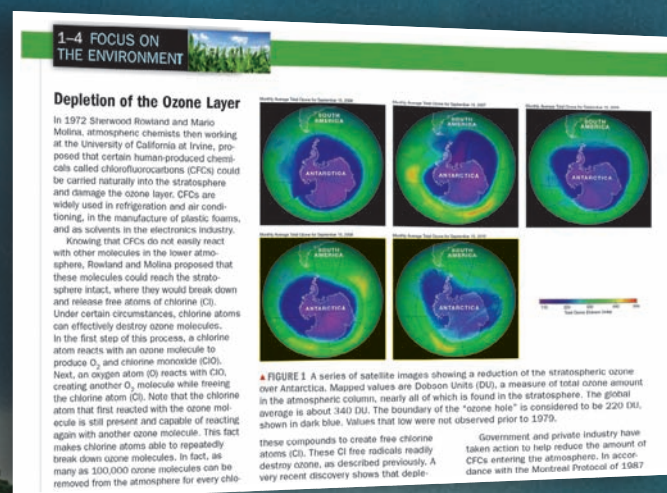 1–4 FOCUS ON
THE ENVIRONMENT
Depletion of the Ozone Layer
In 1972 Sherwood Rowland and Mario
Molina, atmospheric chemists then working
at the University of California at Irvine, pro-
posed that certain human-produced chemi-
cals called chlorofluorocarbons (CFCs) could
be carried naturally into the stratosphere
and damage the ozone layer. CFCs are
widely used in refrigeration and air condi-
tioning, in the manufacture of plastic foams,
and as solvents in the electronics industry.
Knowing that CFCs do not easily react
with other molecules in the lower atmo-
sphere, Rowland and Molina proposed that
these molecules could reach the strato-
sphere intact, where they would break down
and release free atoms of chlorine (Cl).
Under certain circumstances, chlorine atoms
can effectively destroy ozone molecules.
In the first step of this process, a chlorine
atom reacts with an ozone molecule to
produce O₂ and chlorine monoxide (ClO).
Next, an oxygen atom (O) reacts with ClO,
creating another O₂ molecule while freeing
the chlorine atom (Cl). Note that the chlorine
atom that first reacted with the ozone mol-
ecule is still present and capable of reacting
again with another ozone molecule. This fact
makes chlorine atoms able to repeatedly
break down ozone molecules. In fact, as
many as 100,000 ozone molecules can be
removed from the atmosphere for every chlo-
SOUTH
AMERICA
ANTARCTICA
SOUTH
AMERICA
ANTARCTICA
SOUTH
AMERICA
ANTARCTICA
SOUTH
AMERICA
ANTARCTICA
SOUTH
AMERICA
ANTARCTICA
Total Ozone (Dobson Units)
▲ FIGURE 1 A series of satellite images showing a reduction of the stratospheric ozone
over Antarctica. Mapped values are Dobson Units (DU), a measure of total ozone amount
in the atmospheric column, nearly all of which is found in the stratosphere. The global
average is about 340 DU. The boundary of the "ozone hole" is considered to be 220 DU,
shown in dark blue. Values that low were not observed prior to 1979.
these compounds to create free chlorine
atoms (Cl). These Cl free radicals readily
destroy ozone, as described previously. A
very recent discovery shows that deple-
Government and private industry have
taken action to help reduce the amount of
CFCs entering the atmosphere. In accor-
dance with the Montreal Protocol of 1987